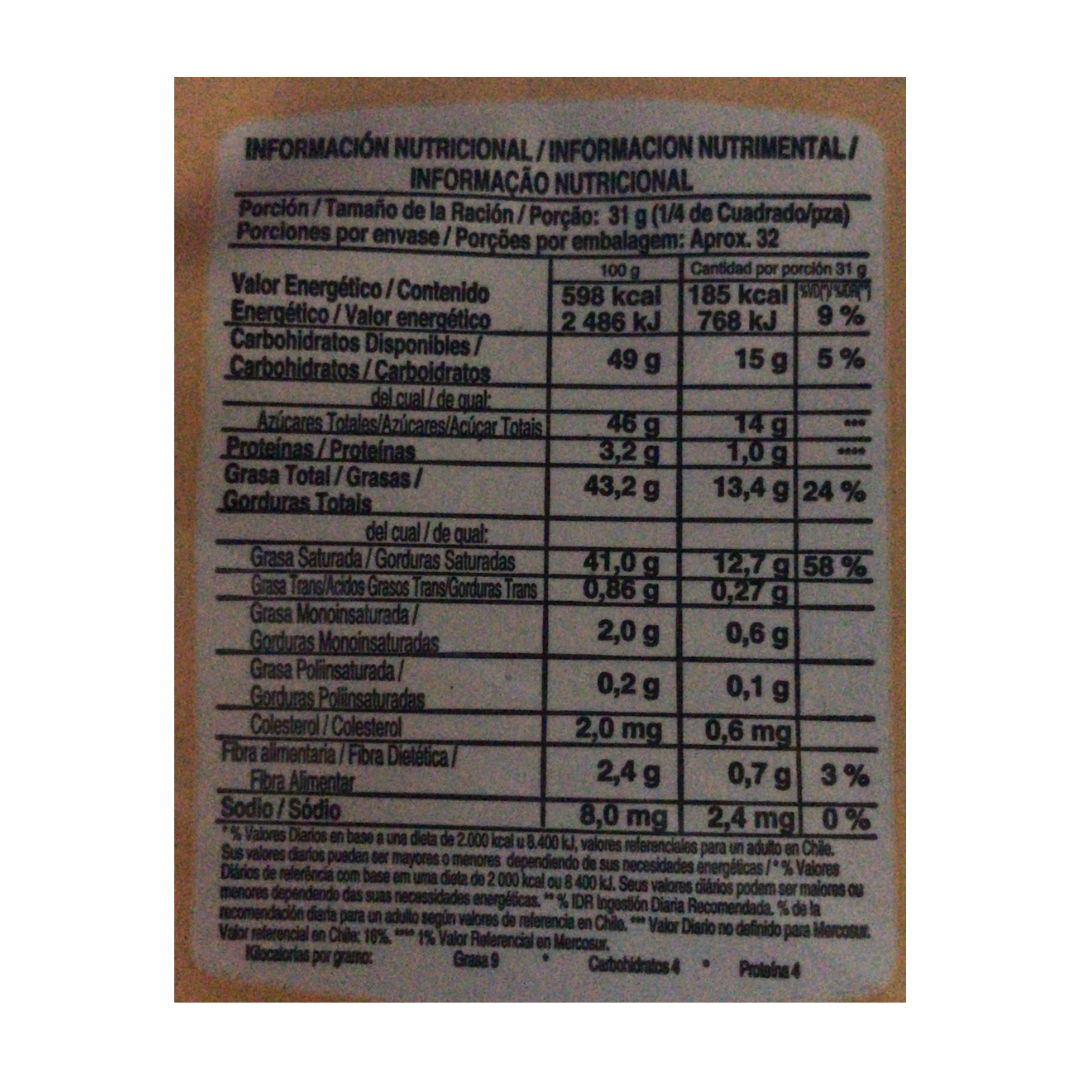 INFORMACIÓN NUTRICIONAL / INFORMACION NUTRIMENTAL /
INFORMAÇÃO NUTRICIONAL
Porción / Tamaño de la Ración / Porção: 31 g (1/4 de Cuadrado/pza)
Porciones por envase / Porções por embalagem: Aprox. 32
100 g Cantidad por porción 31 g
Valor Energético / Contenido 598 kcal 185 kcal
Energético / Valor energético 2 486 kJ 768 kJ 9 %
Carbohidratos Disponibles /
Carbohidratos / Carboidratos 49 g 15 g 5 %
del cual / de qual:
Azúcares Totales/Azúcares/Açúcar Totais 46 g 14 g ***
Proteínas / Proteínas 3,2 g 1,0 g ****
Grasa Total / Grasas /
Gorduras Totais 43,2 g 13,4 g 24 %
del cual / de qual:
Grasa Saturada / Gorduras Saturadas 41,0 g 12,7 g 58 %
Grasa Trans/Acidos Grasos Trans/Gorduras Trans 0,86 g 0,27 g
Grasa Monoinsaturada /
Gorduras Monoinsaturadas 2,0 g 0,6 g
Grasa Poliinsaturada /
Gorduras Poliinsaturadas 0,2 g 0,1 g
Colesterol / Colesterol 2,0 mg 0,6 mg
Fibra alimentaria / Fibra Dietética /
Fibra Alimentar 2,4 g 0,7 g 3 %
Sodio / Sódio 8,0 mg 2,4 mg 0 %
* % Valores Diarios en base a una dieta de 2.000 kcal u 8.400 kJ, valores referenciales para un adulto en Chile.
Sus valores diarios pueden ser mayores o menores dependiendo de sus necesidades energéticas / * % Valores
Diários de referência com base em uma dieta de 2 000 kcal ou 8 400 kJ. Seus valores diários podem ser maiores ou
menores dependendo das suas necessidades energéticas. ** % IDR Ingestión Diaria Recomendada. % de la
recomendación diaria para un adulto según valores de referencia en Chile. *** Valor Diario no definido para Mercosur.
Valor referencial en Chile: 16%. **** 1% Valor Referencial en Mercosur.
Kilocalorías por gramo: Grasa 9 * Carbohidratos 4 * Proteína 4